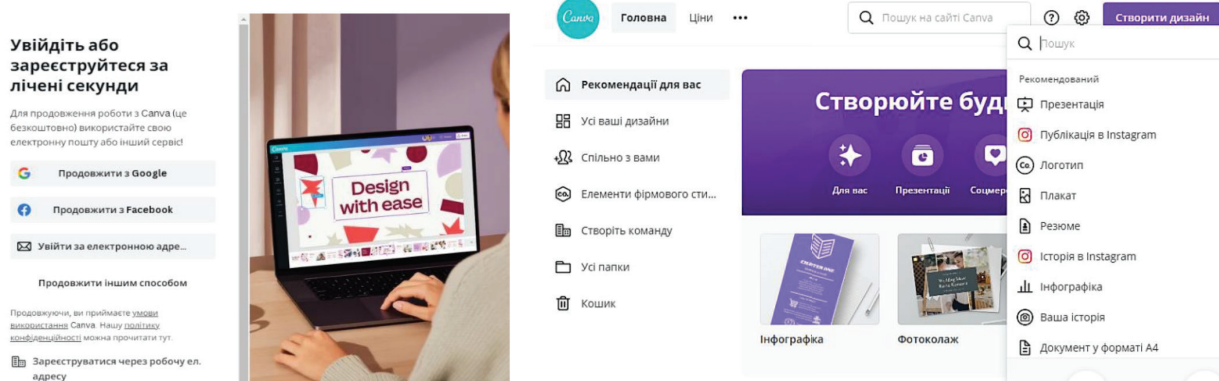 Увійдіть або
зареєструйтеся за
лічені секунди
Для продовження роботи з Canva (це
безкоштовно) використайте свою
електронну пошту або інший сервіс!
Продовжити з Google
Продовжити з Facebook
Увійти за електронною адре...
Продовжити іншим способом
Продовжуючи, ви приймаєте умови
використання Canva. Нашу політику
конфіденційності можна прочитати тут.
Зареєструватися через робочу ел.
адресу
Canva
Design
with ease
Canva
Головна
Ціни
•••
Пошук на сайті Canva
Створити дизайн
Рекомендації для вас
Усі ваші дизайни
Спільно з вами
Елементи фірмового сти...
Створіть команду
Усі папки
Кошик
Створюйте буд
Для вас
Презентації
Соцмер
Інфографіка
Фотоколаж
Пошук
Рекомендований
Презентація
Публікація в Instagram
Co.
Логотип
Плакат
Резюме
Історія в Instagram
Інфографіка
Ваша історія
Документ у форматі А4